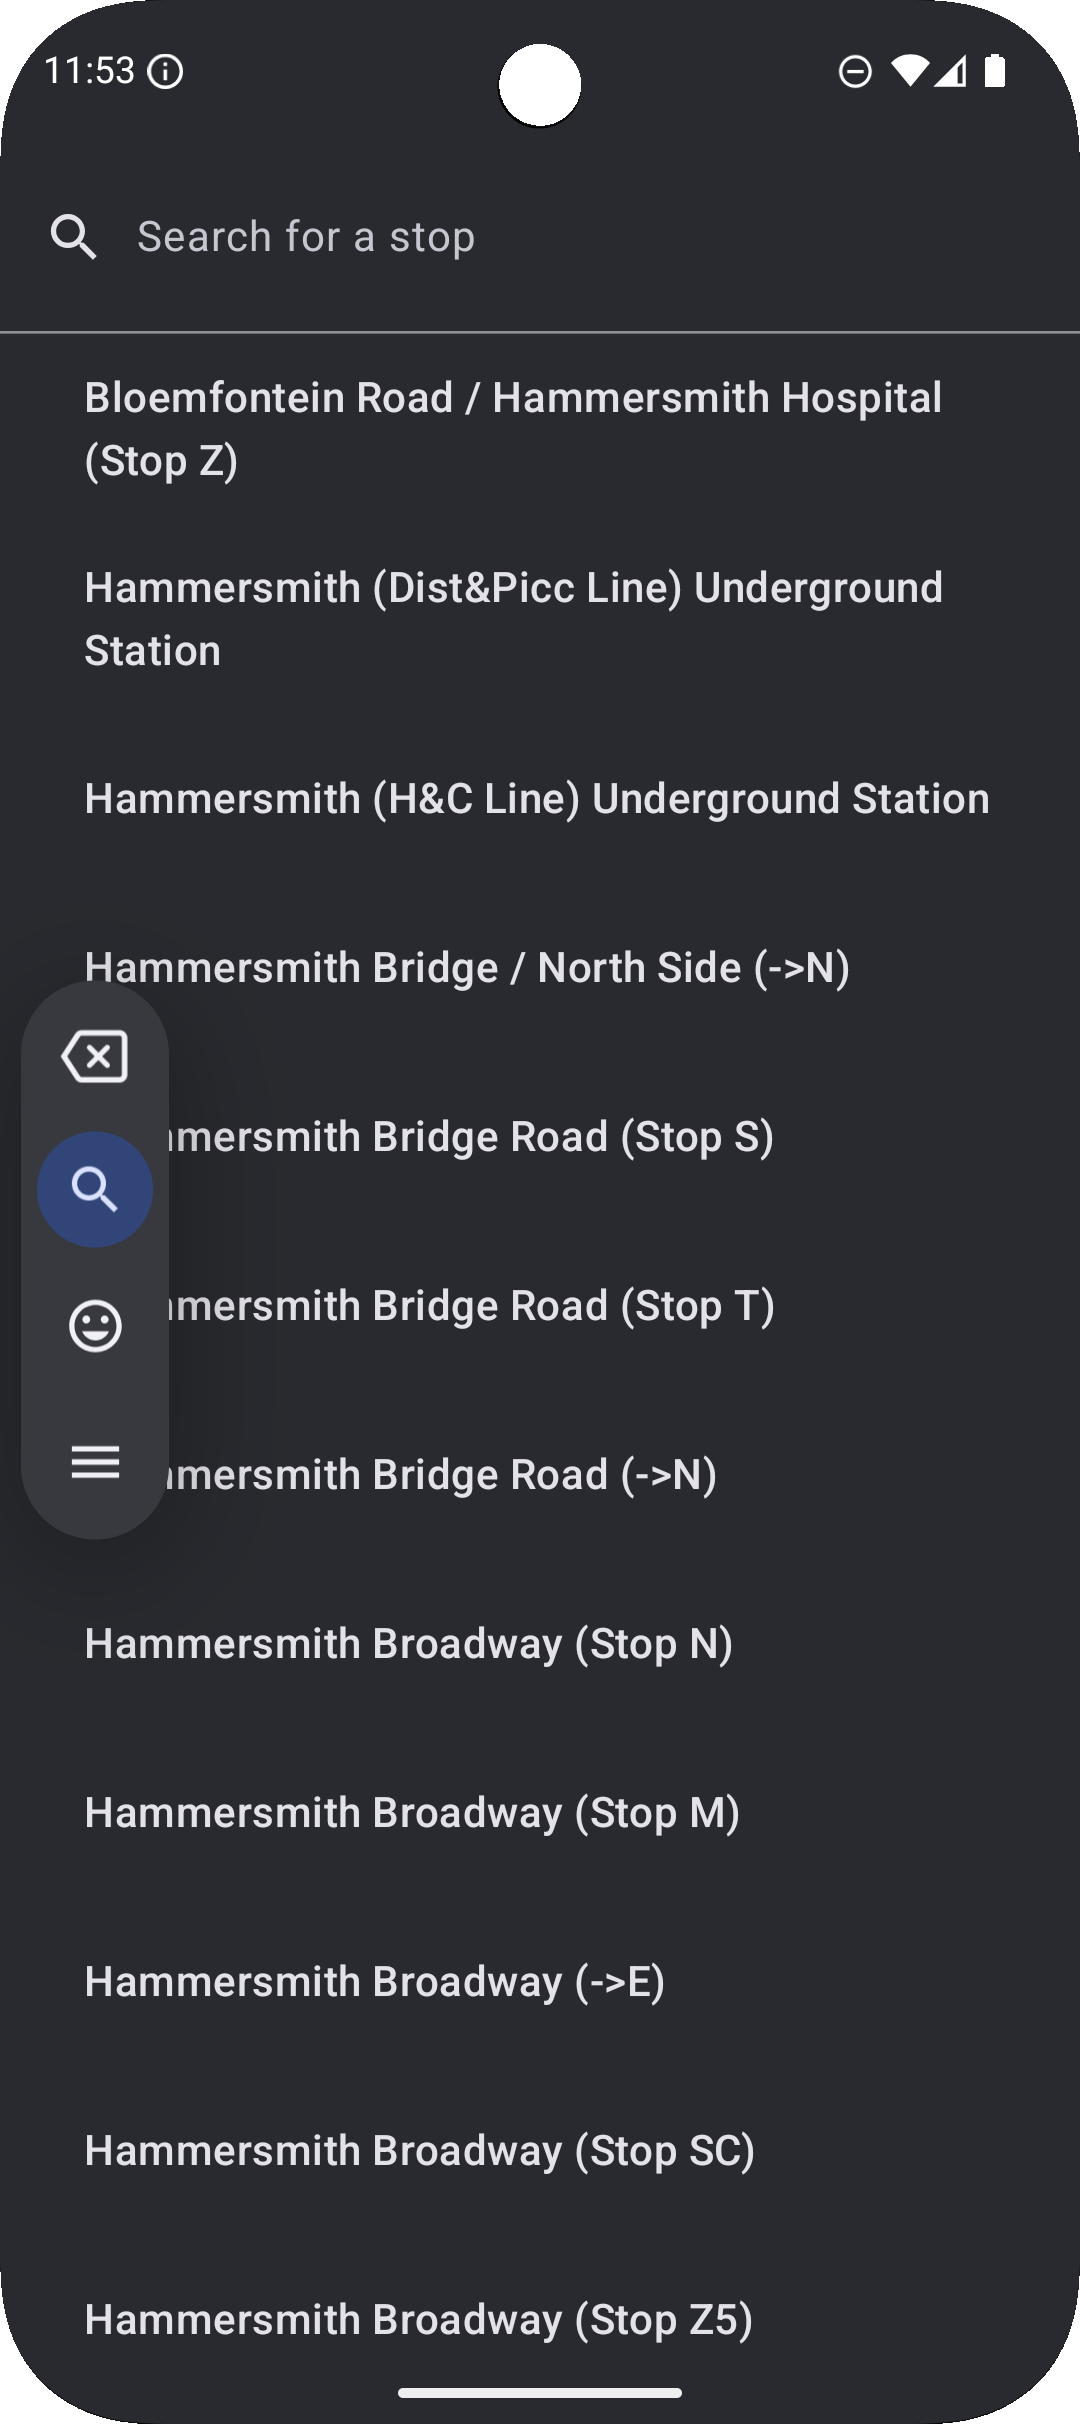 11:53
Search for a stop
Bloemfontein Road / Hammersmith Hospital
(Stop Z)
Hammersmith (Dist&Picc Line) Underground
Station
Hammersmith (H&C Line) Underground Station
Hammersmith Bridge / North Side (->N)
mersmith Bridge Road (Stop S)
mersmith Bridge Road (Stop T)
mersmith Bridge Road (->N)
Hammersmith Broadway (Stop N)
Hammersmith Broadway (Stop M)
Hammersmith Broadway (->E)
Hammersmith Broadway (Stop SC)
Hammersmith Broadway (Stop Z5)